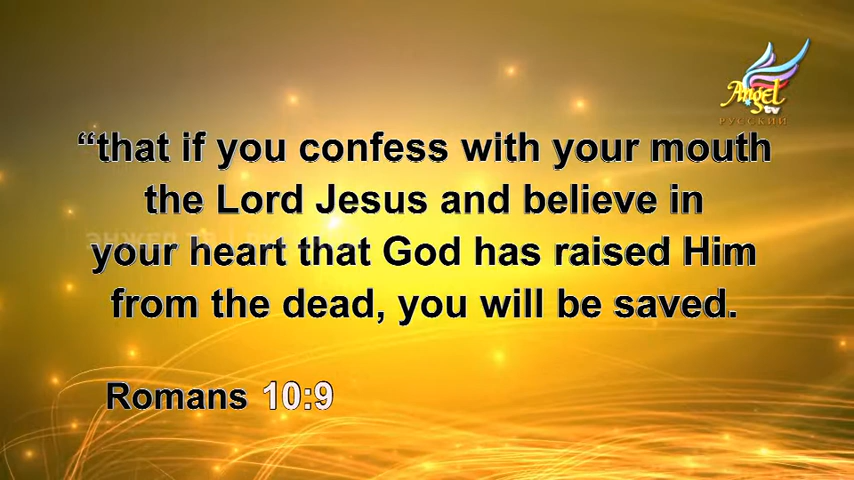 Angel
tv
РУССКИЙ
“that if you confess with your mouth
the Lord Jesus and believe in
your heart that God has raised Him
from the dead, you will be saved.
Romans 10:9